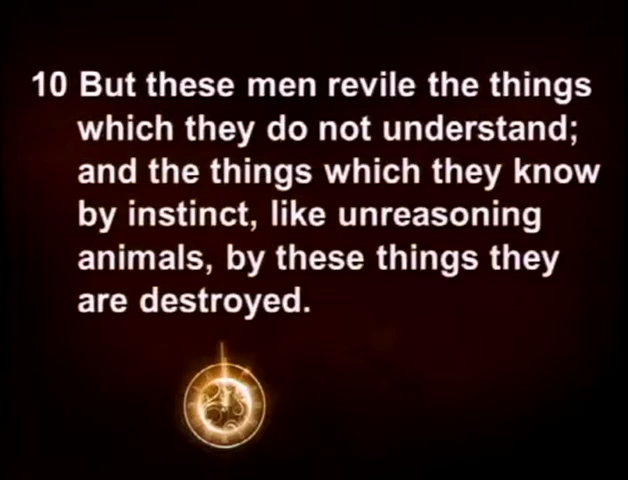 10 But these men revile the things
which they do not understand;
and the things which they know
by instinct, like unreasoning
animals, by these things they
are destroyed.